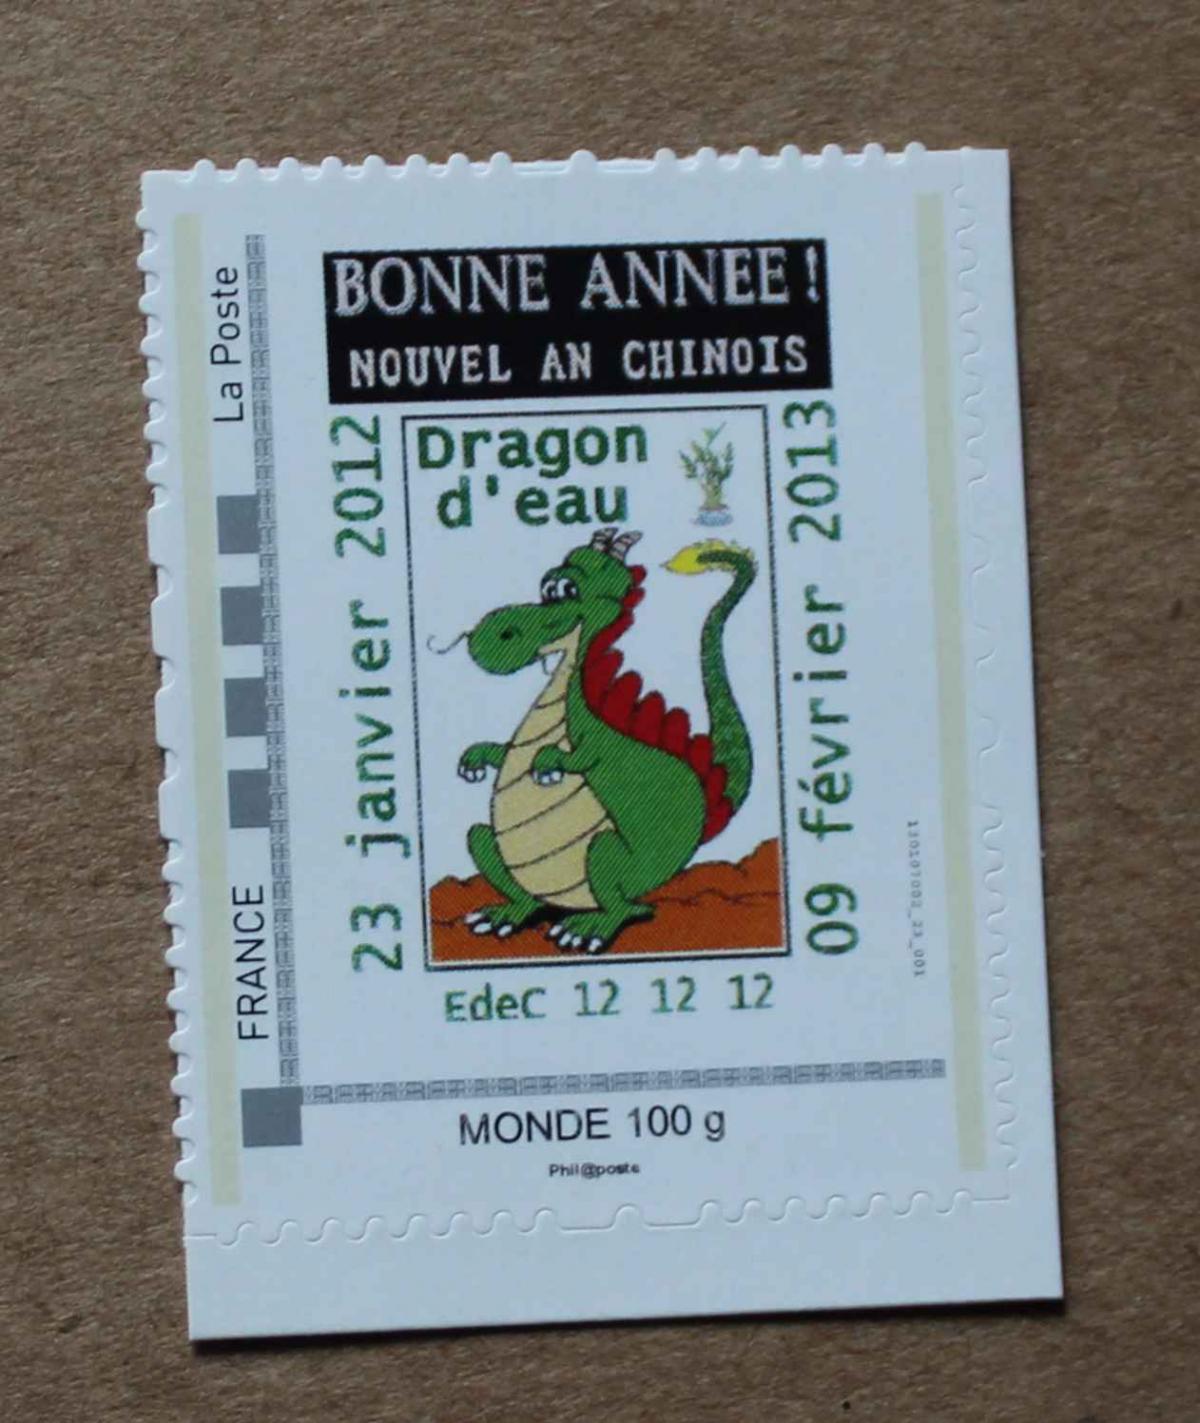 BONNE ANNEE!
NOUVEL AN CHINOIS
La Poste
FRANCE
23 janvier 2012
Dragon
d'eau
09 février 2013
EdeC 12 12 12
MONDE 100 g
Phil@poste